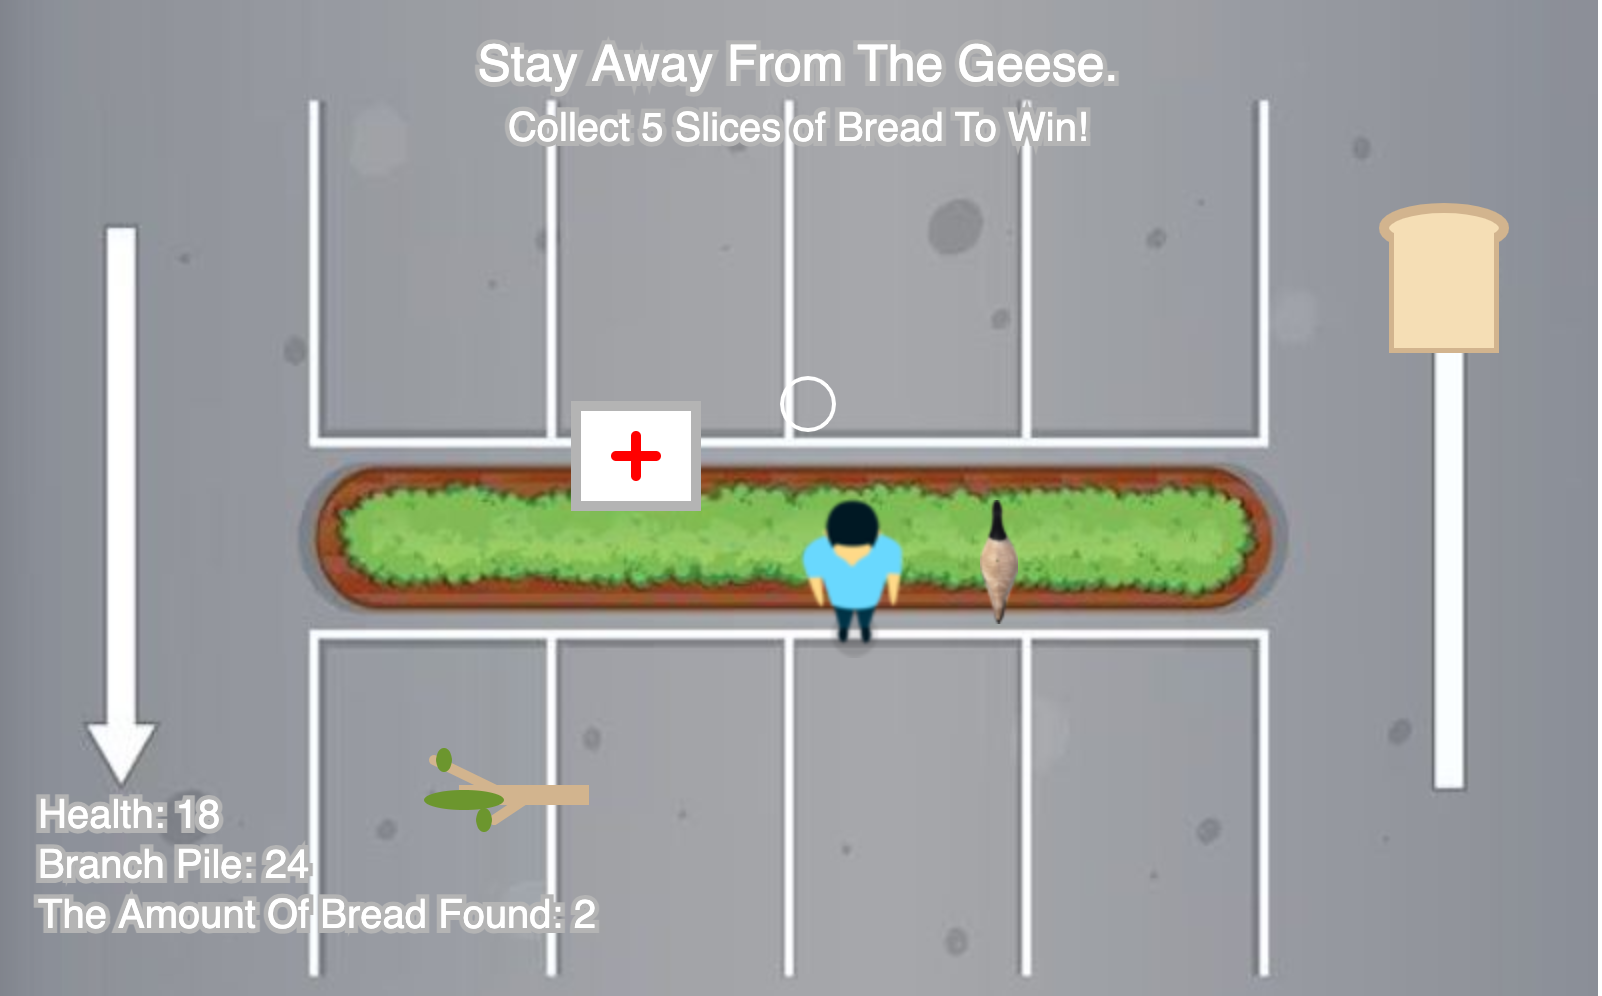 Stay Away From The Geese.
Collect 5 Slices of Bread To Win!
Health: 18
Branch Pile: 24
The Amount Of Bread Found: 2